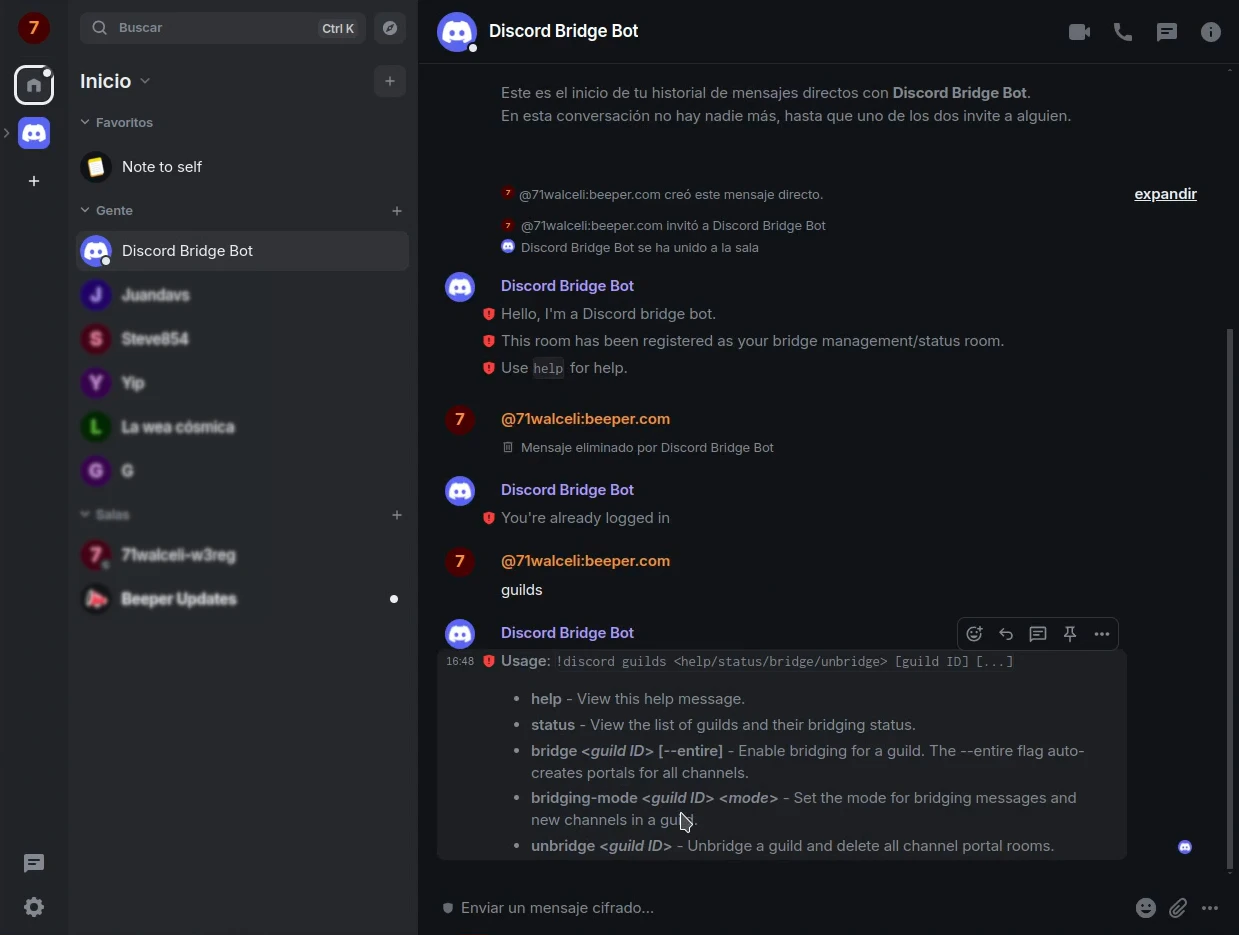 7
Buscar
Ctrl K
Inicio
Favoritos
Note to self
Gente
Discord Bridge Bot
J
Juandavs
S
Steve854
Y
Yip
L
La wea cósmica
G
G
Salas
7
71walceli-w3reg
Beeper Updates
Discord Bridge Bot
Este es el inicio de tu historial de mensajes directos con Discord Bridge Bot.
En esta conversación no hay nadie más, hasta que uno de los dos invite a alguien.
7 @71walceli:beeper.com creó este mensaje directo.
expandir
7 @71walceli:beeper.com invitó a Discord Bridge Bot
Discord Bridge Bot se ha unido a la sala
Discord Bridge Bot
Hello, I'm a Discord bridge bot.
This room has been registered as your bridge management/status room.
Use help for help.
7 @71walceli:beeper.com
Mensaje eliminado por Discord Bridge Bot
Discord Bridge Bot
You're already logged in
7 @71walceli:beeper.com
guilds
Discord Bridge Bot
16:48 Usage: !discord guilds <help/status/bridge/unbridge> [guild ID] [...]
• help - View this help message.
• status - View the list of guilds and their bridging status.
• bridge <guild ID> [--entire] - Enable bridging for a guild. The --entire flag auto-
creates portals for all channels.
• bridging-mode <guild ID> <mode> - Set the mode for bridging messages and
new channels in a guild.
• unbridge <guild ID> - Unbridge a guild and delete all channel portal rooms.
Enviar un mensaje cifrado...